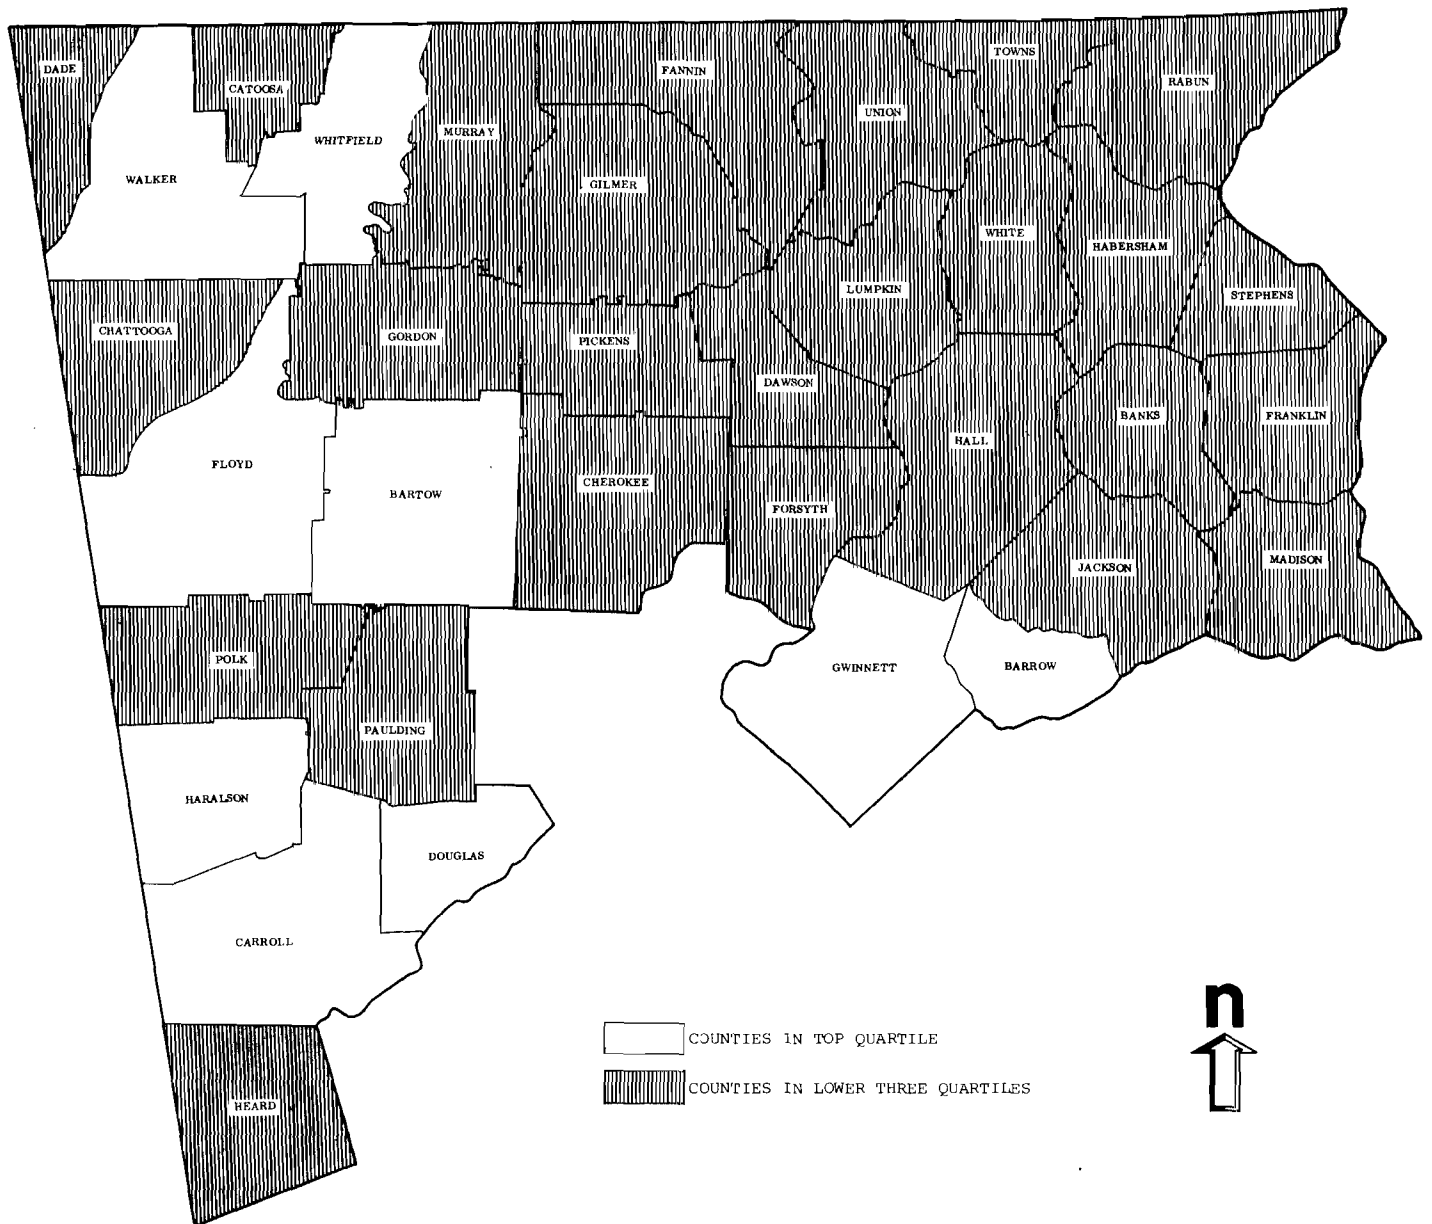 TOWNS
DADE
FANNIN
RABUN
CATOOSA
UNION
MURRAY
WHITFIELD
WALKER
GILMER
WHITE
HABERSHAM
LUMPKIN
STEPHENS
CHATTOOGA
GORDON
PICKENS
DAWSON
BANKS
FRANKLIN
HALL
FLOYD
CHEROKEE
BARTOW
FORSYTH
MADISON
JACKSON
POLK
GWINNETT
BARROW
PAULDING
HARALSON
DOUGLAS
CARROLL
n
COUNTIES IN TOP QUARTILE
COUNTIES IN LOWER THREE QUARTILES
HEARD